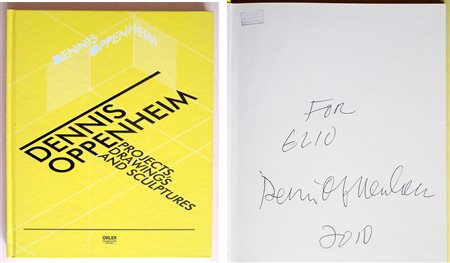 DENNIS
OPPENHEIM
DENNIS
OPPENHEIM
PROJECTS
DRAWINGS
AND SCULPTURES
ORLER
FOR
ELIO
Dennis Oppenheim
2010